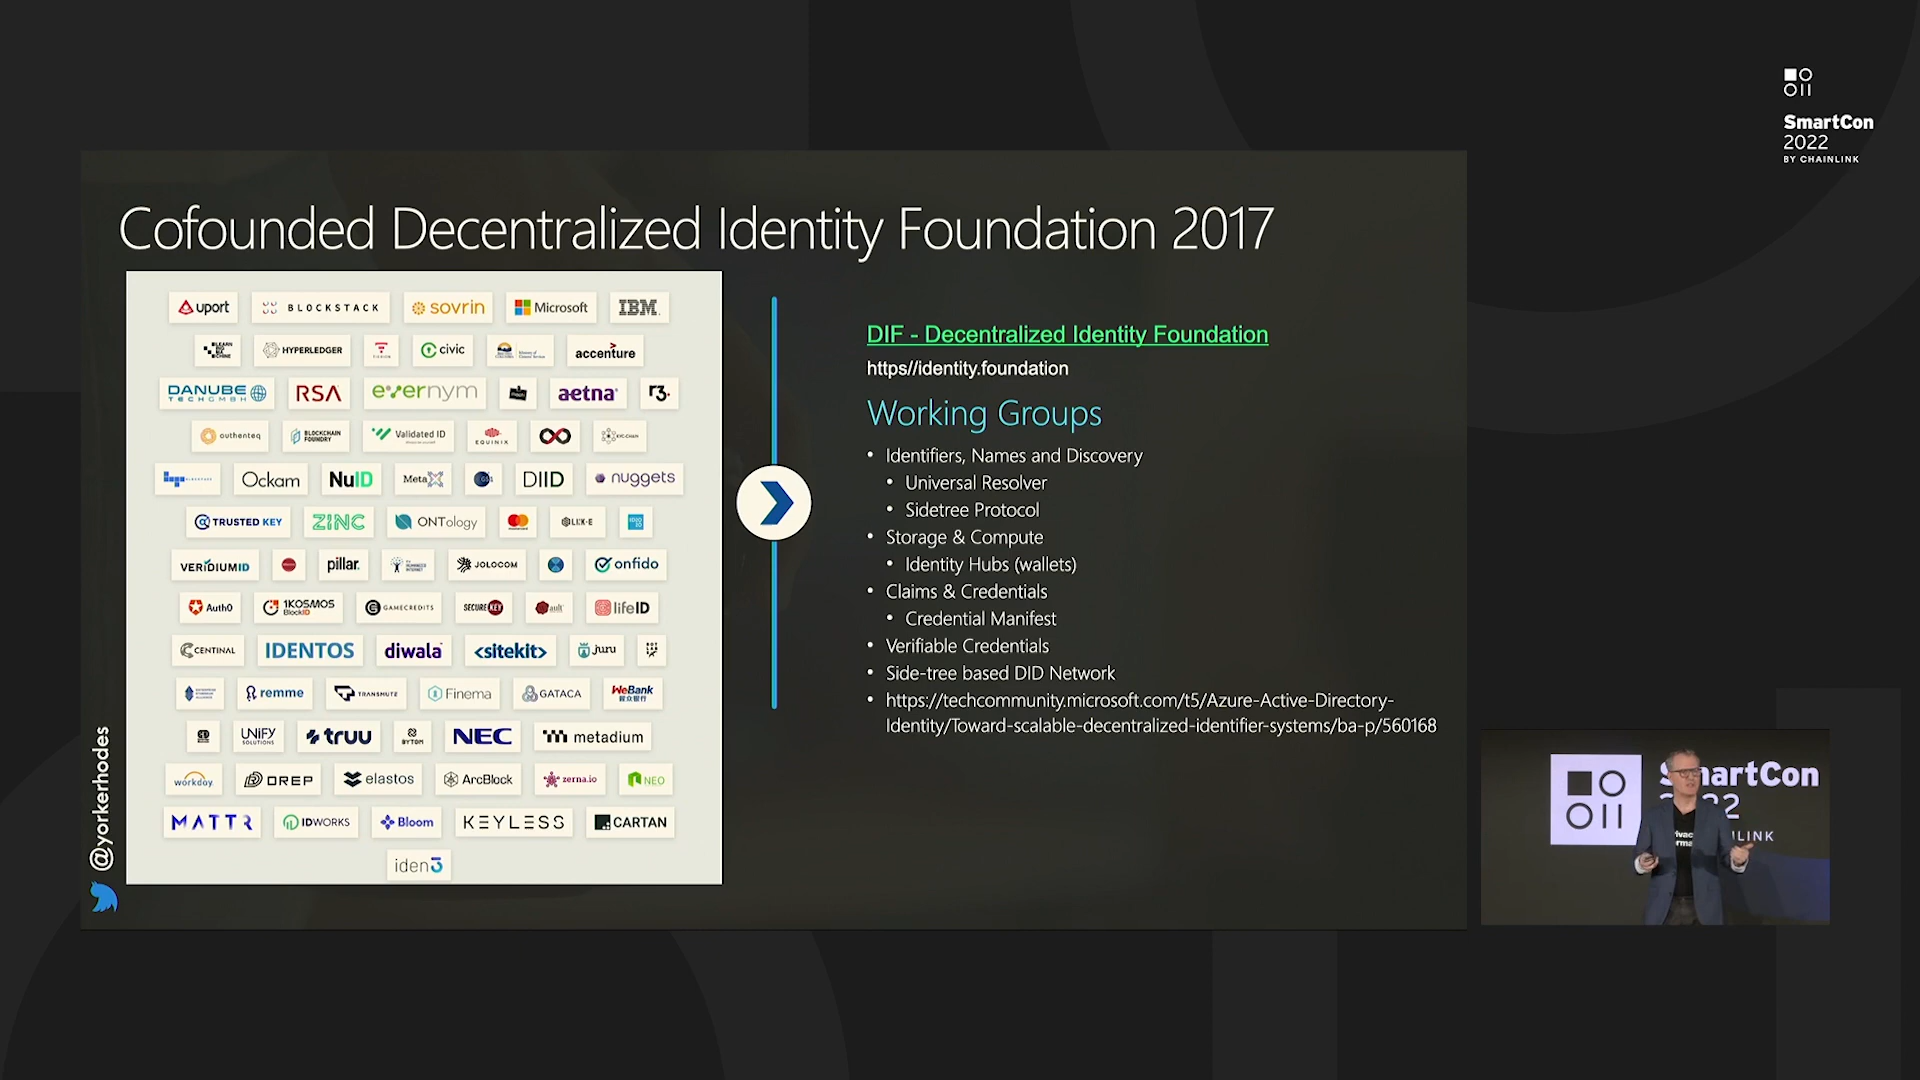 SmartCon
2022
BY CHAINLINK
Cofounded Decentralized Identity Foundation 2017
uport
BLOCKSTACK
sovrin
Microsoft
IBM
HYPERLEDGER
civic
accenture
DANUBE
TECH GMBH
RSA
evernym
aetna
r3.
authenteq
BLOCKCHAIN
FOUNDRY
Validated ID
EQUINIX
Ockam
NuID
MetaX
DIID
nuggets
TRUSTED KEY
ZINC
ONTology
VERIDIUMID
pillar.
JOLOCOM
onfido
Auth0
1KOSMOS
BlockID
GAMECREDITS
SECUREKEY
lifeID
CENTINAL
IDENTOS
diwala
<sitekit>
juru
remme
TRANSMUTE
Finema
GATACA
WeBank
UNiFY
SOLUTIONS
truu
BYTOM
NEC
metadium
workday.
DREP
elastos
ArcBlock
zerna.io
NEO
MATTR
IDWORKS
Bloom
KEYLESS
CARTAN
iden3
DIF - Decentralized Identity Foundation
https//identity.foundation
Working Groups
• Identifiers, Names and Discovery
• Universal Resolver
• Sidetree Protocol
• Storage & Compute
• Identity Hubs (wallets)
• Claims & Credentials
• Credential Manifest
• Verifiable Credentials
• Side-tree based DID Network
• https://techcommunity.microsoft.com/t5/Azure-Active-Directory-
Identity/Toward-scalable-decentralized-identifier-systems/ba-p/560168
@yorkerhodes